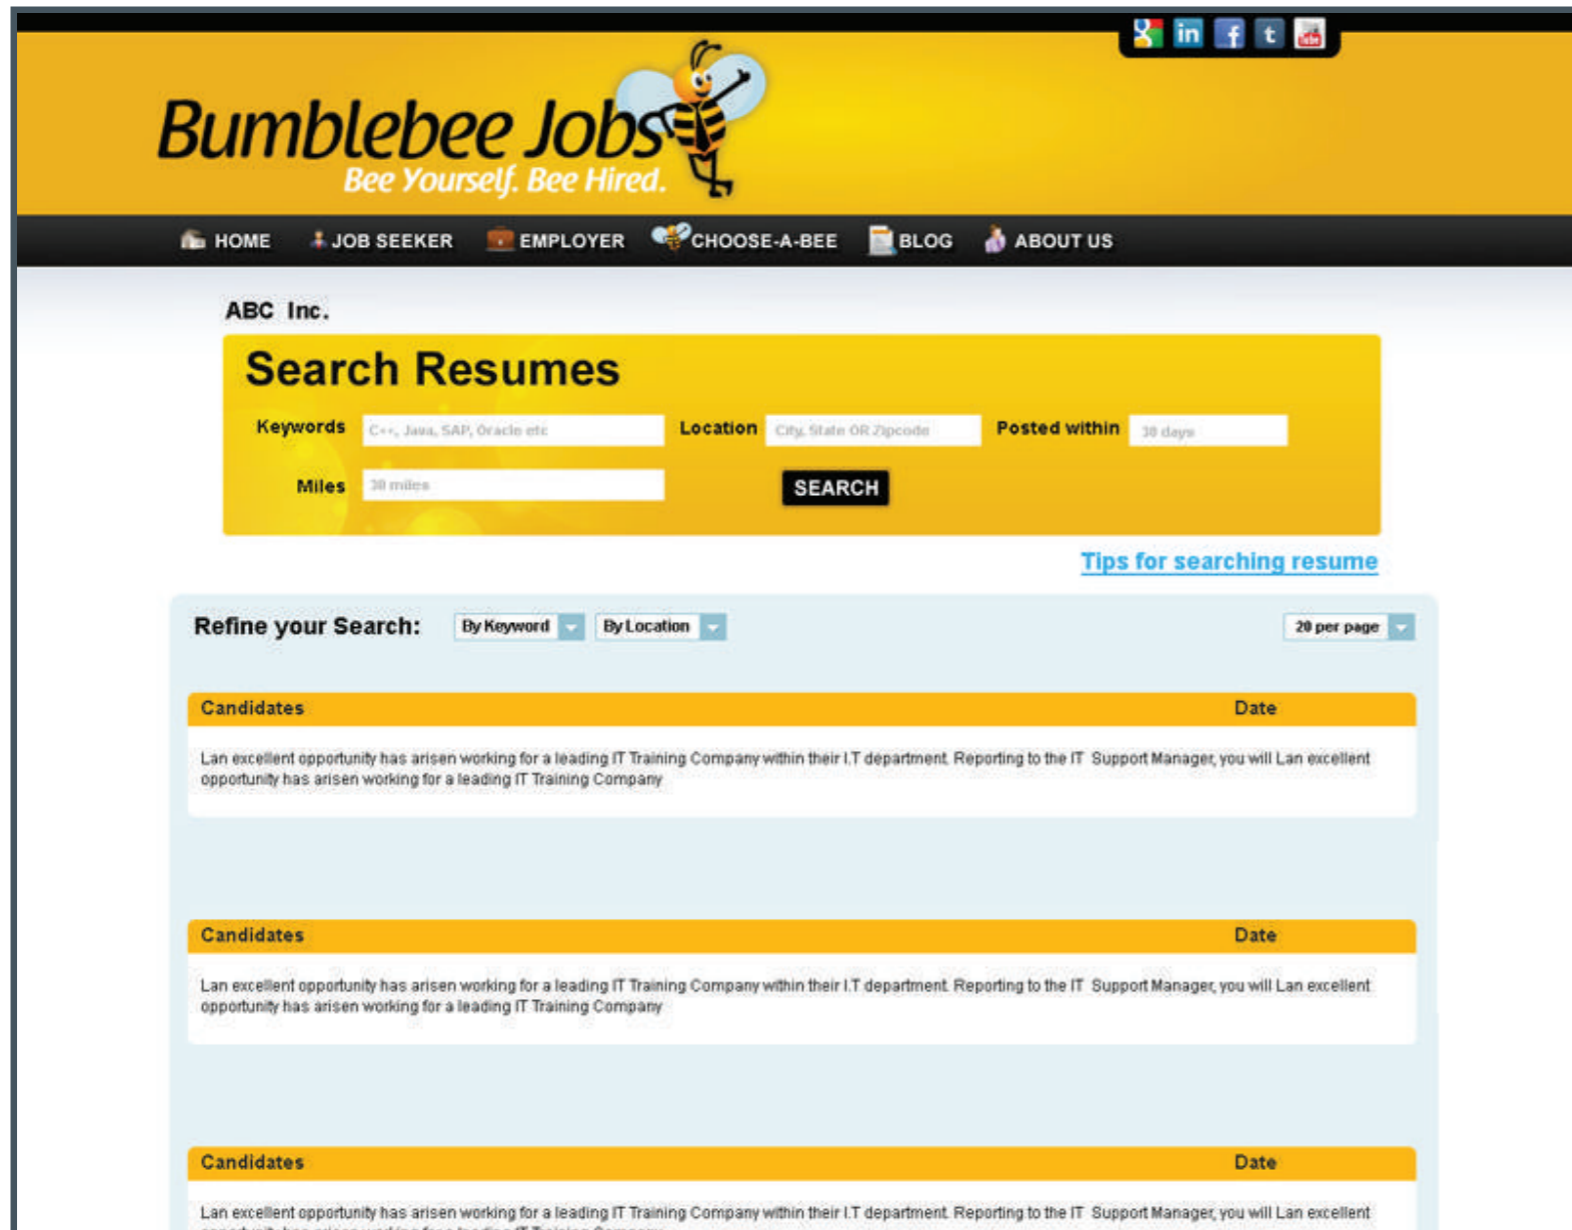 Bumblebee Jobs
Bee Yourself. Bee Hired.
HOME JOB SEEKER EMPLOYER CHOOSE-A-BEE BLOG ABOUT US
ABC Inc.
Search Resumes
Keywords C++, Java, SAP, Oracle etc Location City, State OR Zipcode Posted within 30 days
Miles 30 miles SEARCH
Tips for searching resume
Refine your Search: By Keyword By Location 20 per page
Candidates Date
Lan excellent opportunity has arisen working for a leading IT Training Company within their I.T department. Reporting to the IT Support Manager, you will Lan excellent
opportunity has arisen working for a leading IT Training Company
Candidates Date
Lan excellent opportunity has arisen working for a leading IT Training Company within their I.T department. Reporting to the IT Support Manager, you will Lan excellent
opportunity has arisen working for a leading IT Training Company
Candidates Date
Lan excellent opportunity has arisen working for a leading IT Training Company within their I.T department. Reporting to the IT Support Manager, you will Lan excellent